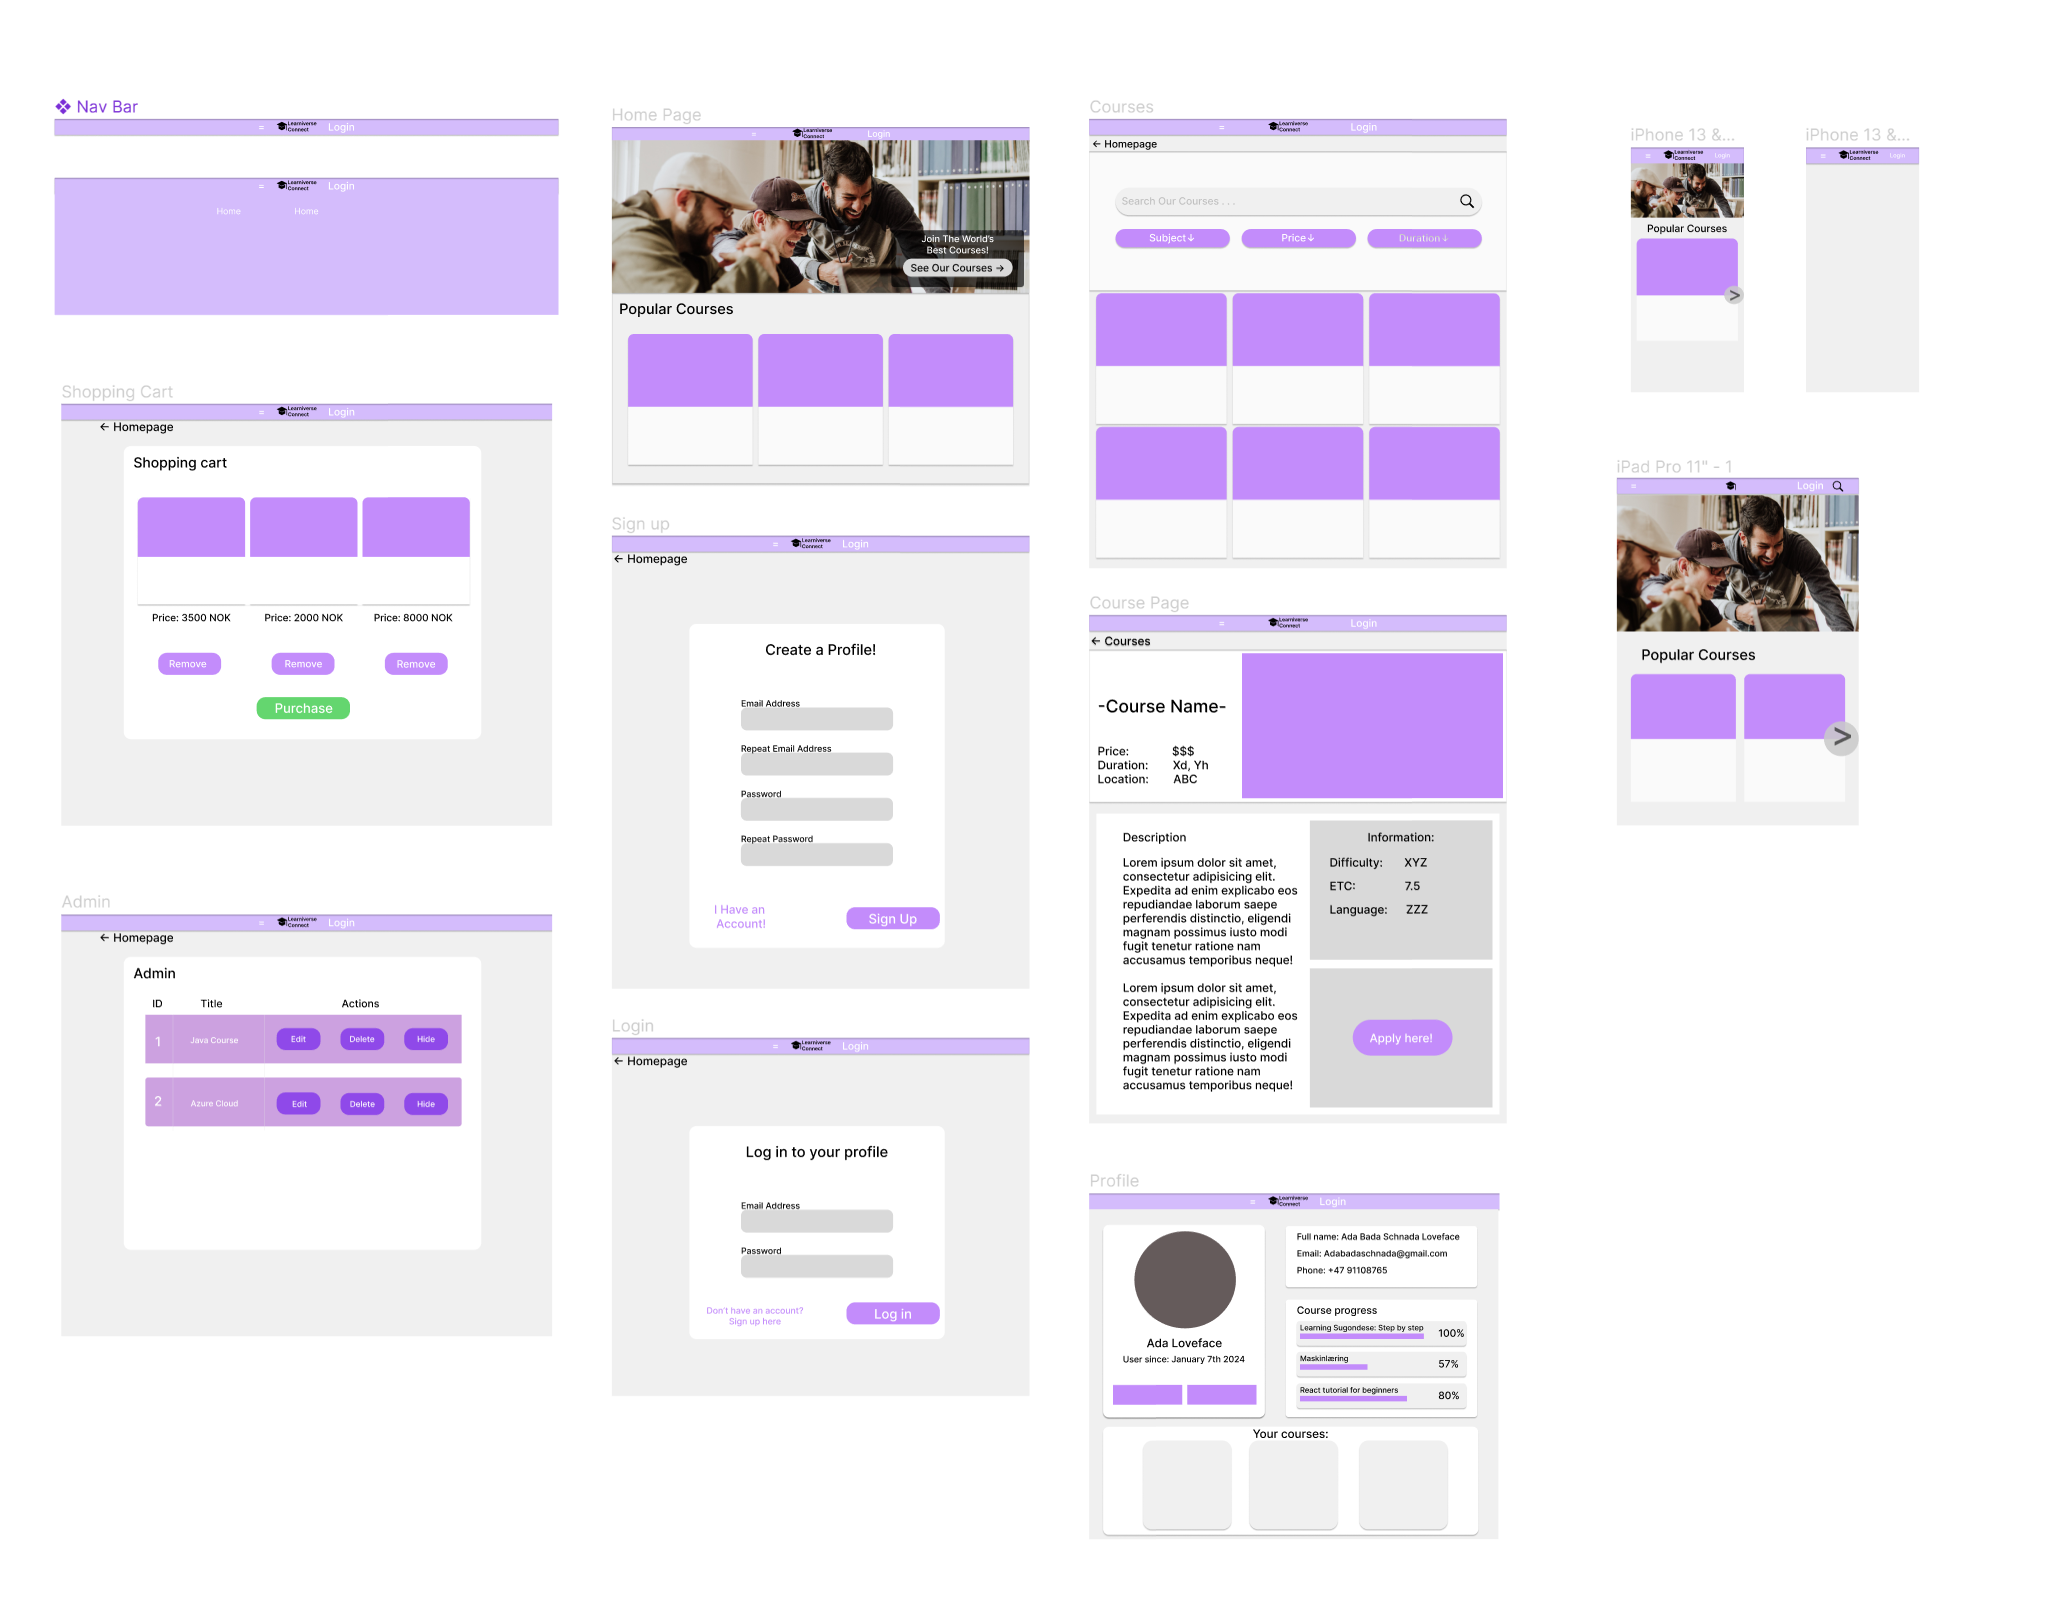 Nav Bar
= Learniverse Connect Login
= Learniverse Connect Login
Home Home
Shopping Cart
= Learniverse Connect Login
← Homepage
Shopping cart
Price: 3500 NOK Price: 2000 NOK Price: 8000 NOK
Remove Remove Remove
Purchase
Admin
= Learniverse Connect Login
← Homepage
Admin
ID Title Actions
1 Java Course Edit Delete Hide
2 Azure Cloud Edit Delete Hide
Home Page
= Learniverse Connect Login
Join The World's
Best Courses!
See Our Courses →
Popular Courses
Sign up
= Learniverse Connect Login
← Homepage
Create a Profile!
Email Address
Repeat Email Address
Password
Repeat Password
I Have an
Account!
Sign Up
Login
= Learniverse Connect Login
← Homepage
Log in to your profile
Email Address
Password
Don't have an account?
Sign up here
Log in
Courses
= Learniverse Connect Login
← Homepage
Search Our Courses . . .
Subject↓ Price↓ Duration↓
Course Page
= Learniverse Connect Login
← Courses
-Course Name-
Price: $$$
Duration: Xd, Yh
Location: ABC
Description
Lorem ipsum dolor sit amet,
consectetur adipisicing elit.
Expedita ad enim explicabo eos
repudiandae laborum saepe
perferendis distinctio, eligendi
magnam possimus iusto modi
fugit tenetur ratione nam
accusamus temporibus neque!
Lorem ipsum dolor sit amet,
consectetur adipisicing elit.
Expedita ad enim explicabo eos
repudiandae laborum saepe
perferendis distinctio, eligendi
magnam possimus iusto modi
fugit tenetur ratione nam
accusamus temporibus neque!
Information:
Difficulty: XYZ
ETC: 7.5
Language: ZZZ
Apply here!
Profile
= Learniverse Connect Login
Ada Loveface
User since: January 7th 2024
Full name: Ada Bada Schnada Loveface
Email: Adabadaschnada@gmail.com
Phone: +47 91108765
Course progress
Learning Sugondese: Step by step 100%
Maskinlæring 57%
React tutorial for beginners 80%
Your courses:
iPhone 13 &...
= Learniverse Connect Login
Popular Courses
>
iPhone 13 &...
= Learniverse Connect Login
iPad Pro 11" - 1
= Login
Popular Courses
>